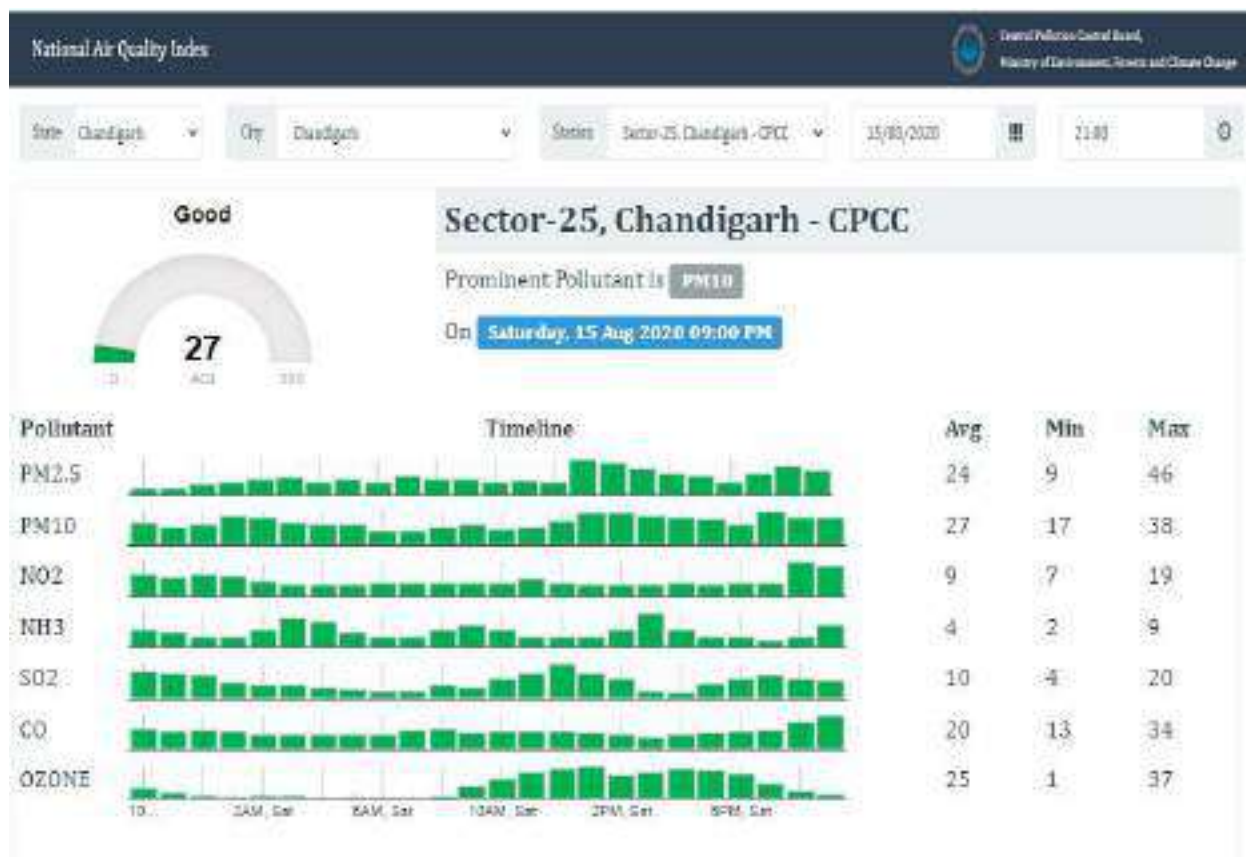 National Air Quality Index
Central Pollution Control Board,
Ministry of Environment, Forests and Climate Change
State Chandigarh City Chandigarh Station Sector-25, Chandigarh - CPCC 21:00
Good
27
AQI
0
Sector-25, Chandigarh - CPCC
Prominent Pollutant is PM10
On Saturday, 15 Aug 2020 09:00 PM
Pollutant Timeline Avg Min Max
PM2.5 24 9 46
PM10 27 17 38
NO2 9 7 19
NH3 4 2 9
SO2 10 4 20
CO 20 13 34
OZONE 25 1 37
10... 2AM, Sat 6AM, Sat 10AM, Sat 2PM, Sat 6PM, Sat